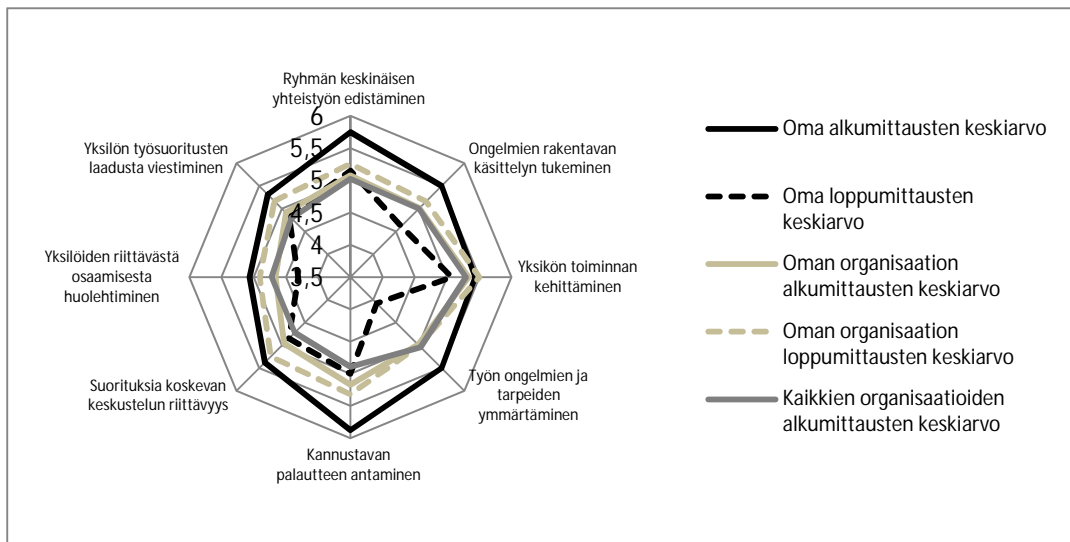 Ryhmän keskinäisen
yhteistyön edistäminen
Ongelmien rakentavan
käsittelyn tukeminen
Yksikön toiminnan
kehittäminen
Työn ongelmien ja
tarpeiden
ymmärtäminen
Kannustavan
palautteen antaminen
Suorituksia koskevan
keskustelun riittävyys
Yksilöiden riittävästä
osaamisesta
huolehtiminen
Yksilön työsuoritusten
laadusta viestiminen
6
5,5
5
4,5
4
3,5
Oma alkumittausten keskiarvo
Oma loppumittausten
keskiarvo
Oman organisaation
alkumittausten keskiarvo
Oman organisaation
loppumittausten keskiarvo
Kaikkien organisaatioiden
alkumittausten keskiarvo